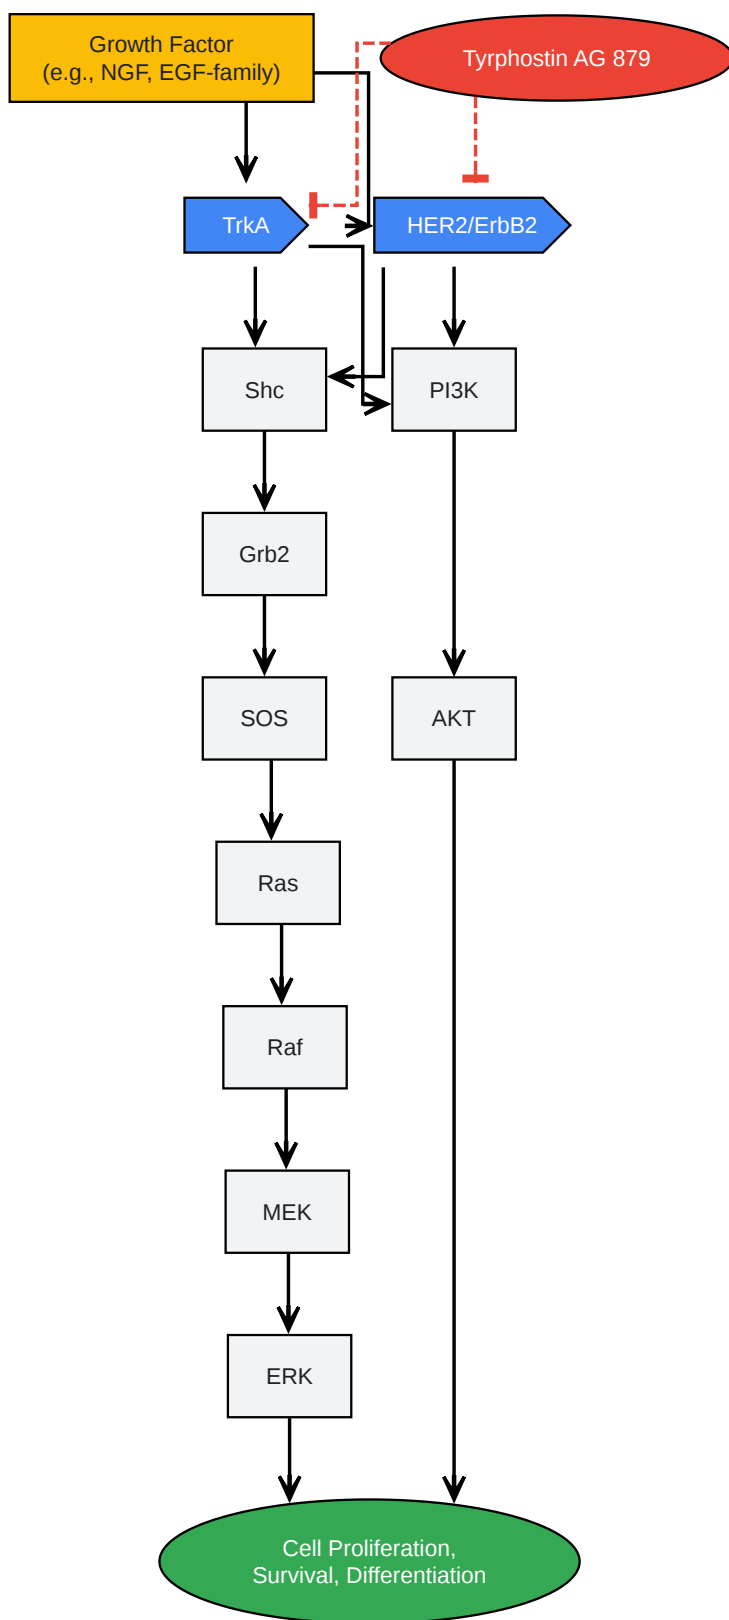 Growth Factor
(e.g., NGF, EGF-family)
Tyrphostin AG 879
TrkA
HER2/ErbB2
Shc
PI3K
Grb2
SOS
AKT
Ras
Raf
MEK
ERK
Cell Proliferation,
Survival, Differentiation